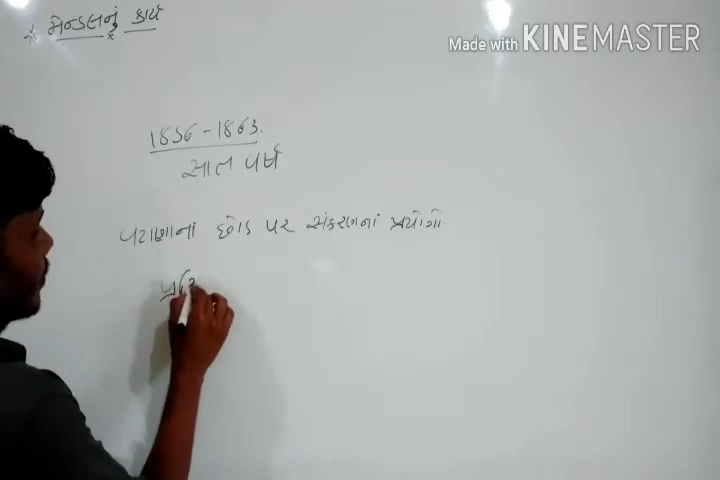 * મેન્ડલનું કાર્ય *
Made with KINEMASTER
1856 - 1863.
સાત વર્ષ
વટાણાનાં છોડ પર સંકરણનાં પ્રયોગો